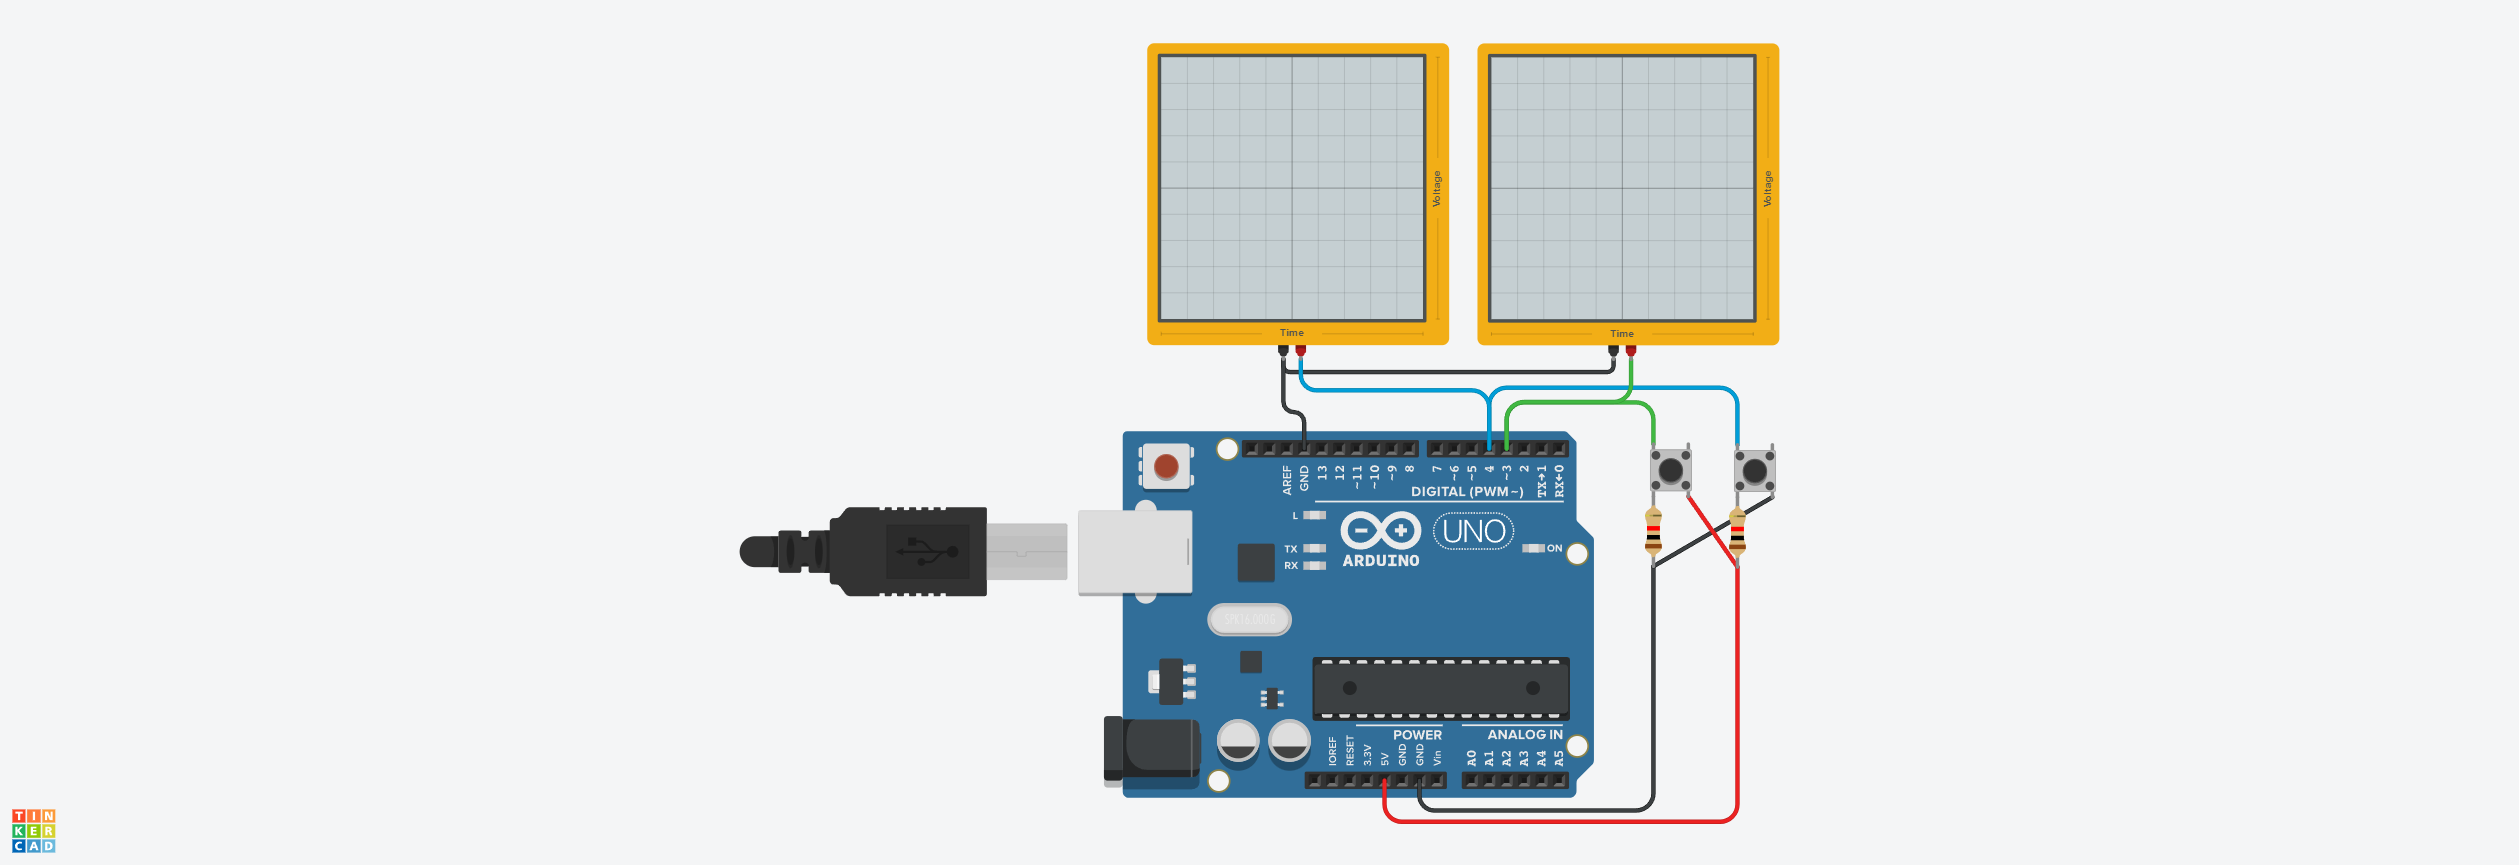 Voltage
Time
Voltage
Time
AREF
GND
13
12
~11
~10
~9
8
7
~6
~5
4
~3
2
TX→1
RX←0
DIGITAL (PWM ~)
L
TX
RX
UNO
ON
ARDUINO
SPK16.000G
POWER
ANALOG IN
IOREF
RESET
3.3V
5V
GND
GND
Vin
A0
A1
A2
A3
A4
A5
TIN
KER
CAD